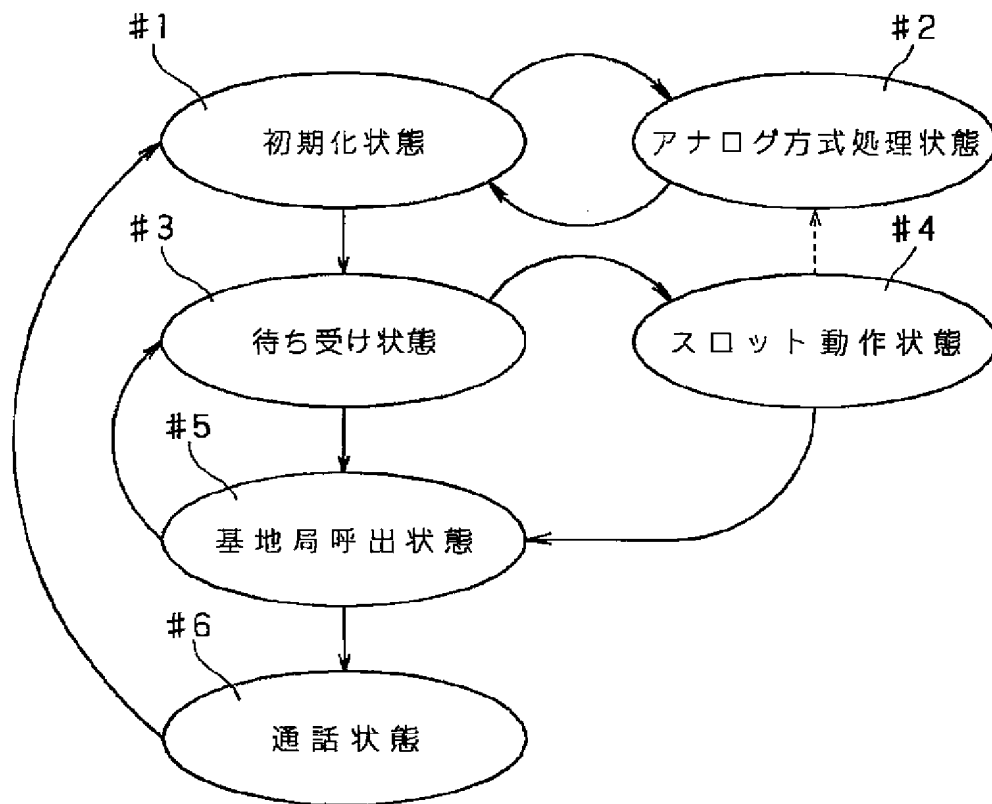 #1
初期化状態
#2
アナログ方式処理状態
#3
待ち受け状態
#4
スロット動作状態
#5
基地局呼出状態
#6
通話状態